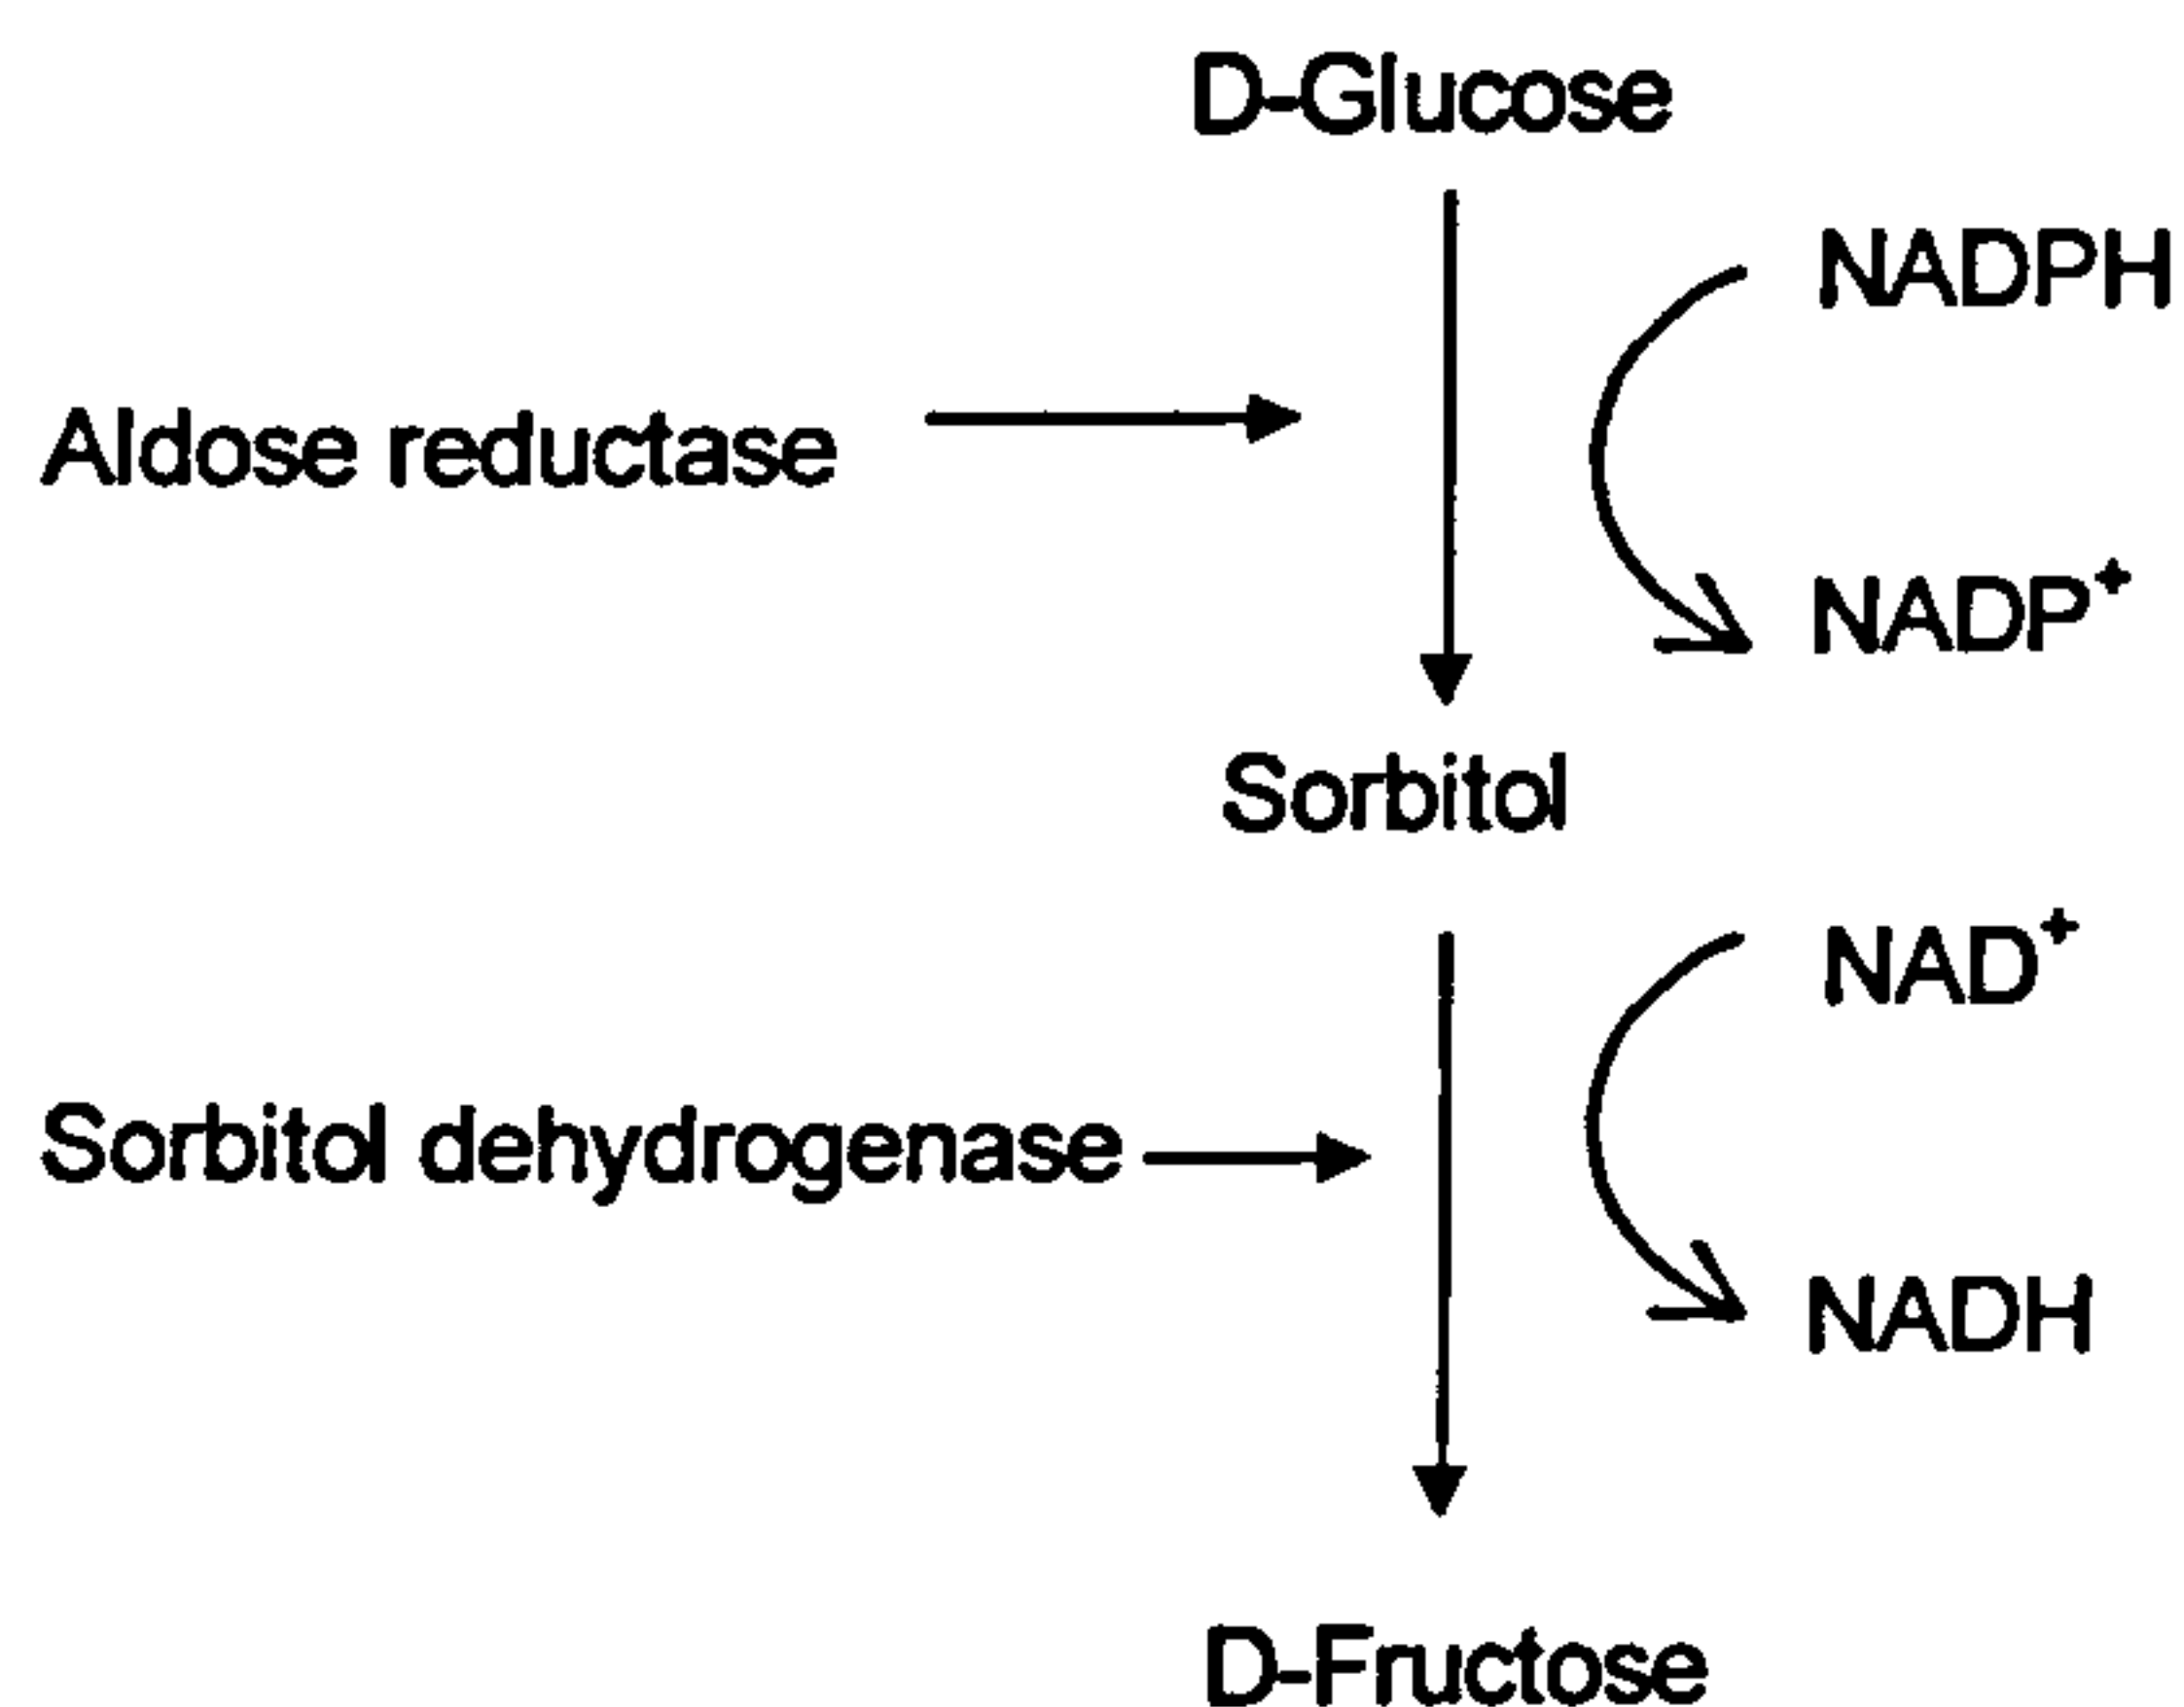 D-Glucose
NADPH
Aldose reductase
NADP⁺
Sorbitol
NAD⁺
Sorbitol dehydrogenase
NADH
D-Fructose